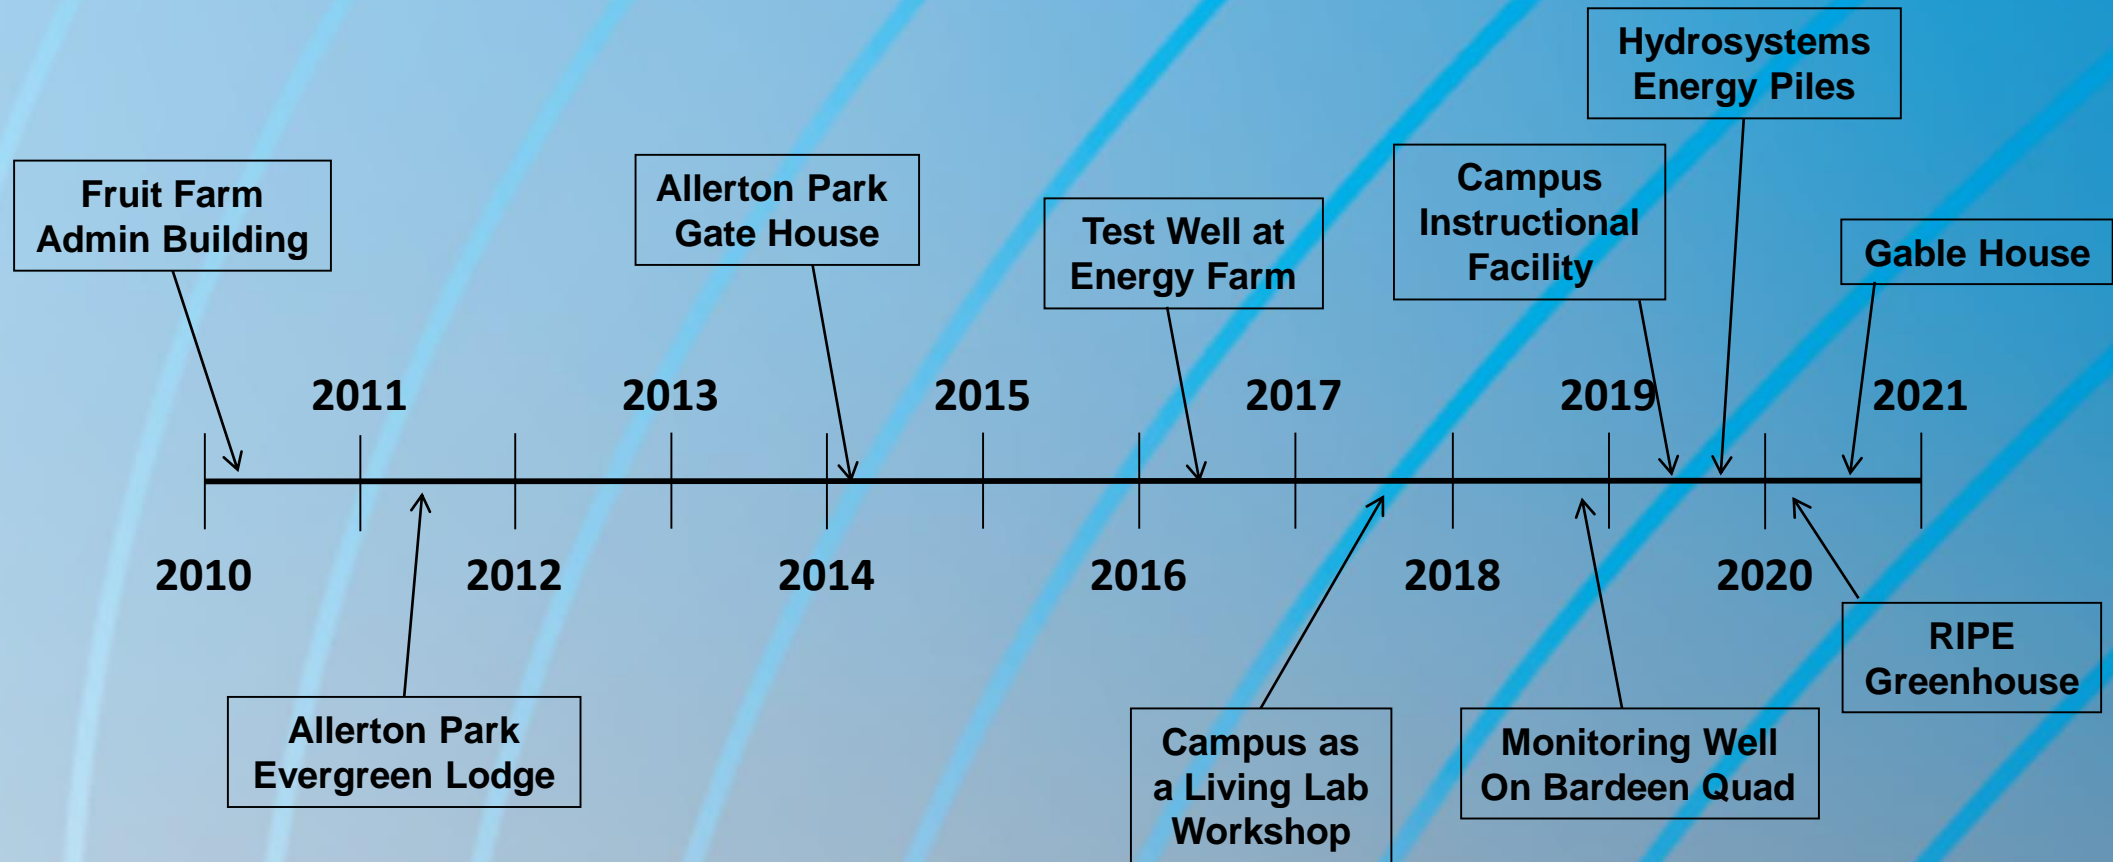 Hydrosystems
Energy Piles
Fruit Farm
Admin Building
Allerton Park
Gate House
Test Well at
Energy Farm
Campus
Instructional
Facility
Gable House
2011
2013
2015
2017
2019
2021
2010
2012
2014
2016
2018
2020
Allerton Park
Evergreen Lodge
Campus as
a Living Lab
Workshop
Monitoring Well
On Bardeen Quad
RIPE
Greenhouse